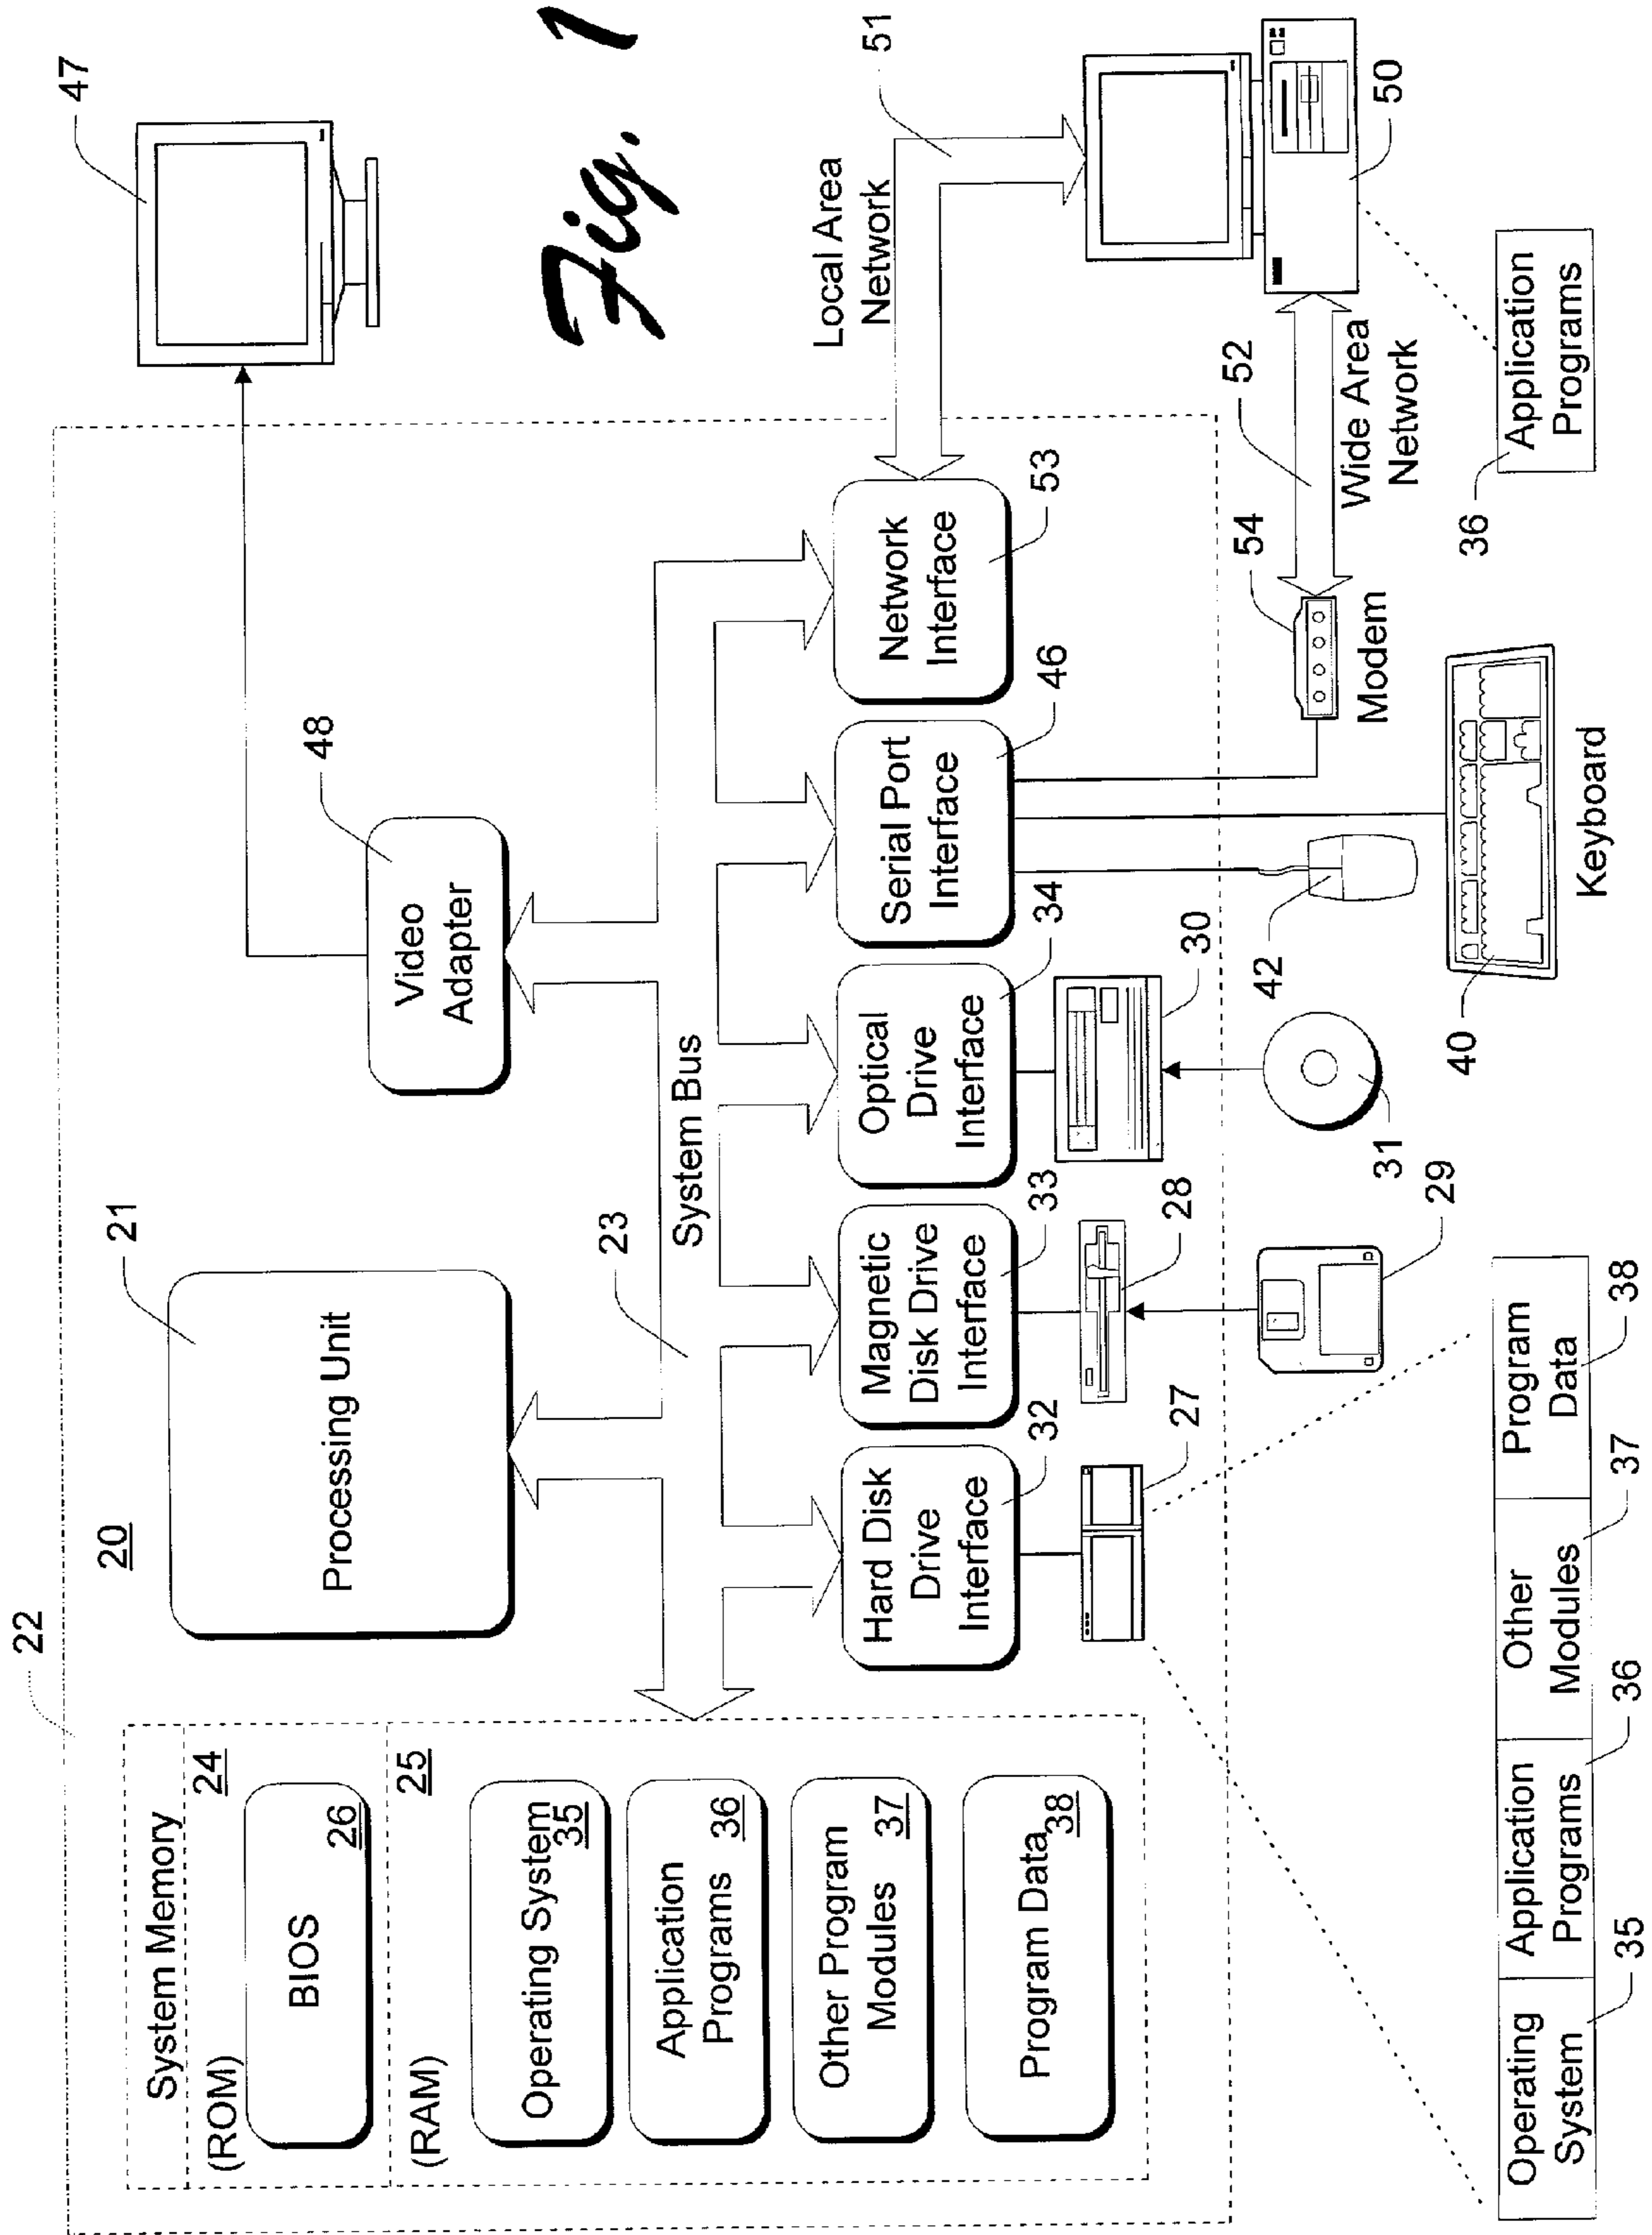 22
20
21
47
System Memory
(ROM)
24
BIOS
26
(RAM)
25
Operating System
35
Application
Programs
36
Other Program
Modules
37
Program Data
38
Processing Unit
Video
Adapter
48
23
System Bus
Fig. 1
Hard Disk
Drive
Interface
32
Magnetic
Disk Drive
Interface
33
Optical
Drive
Interface
34
Serial Port
Interface
46
Network
Interface
53
Local Area
Network
51
27
28
30
29
31
42
40
Keyboard
54
Modem
52
Wide Area
Network
50
Operating
System
35
Application
Programs
36
Other
Modules
37
Program
Data
38
36
Application
Programs